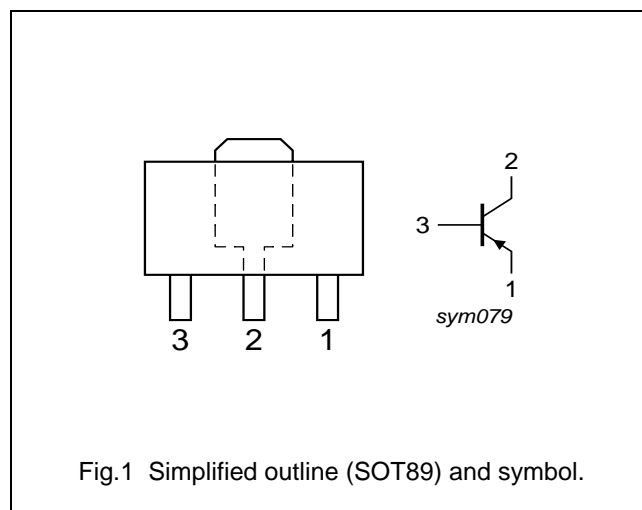 2
3
1
sym079
3 2 1
Fig.1 Simplified outline (SOT89) and symbol.